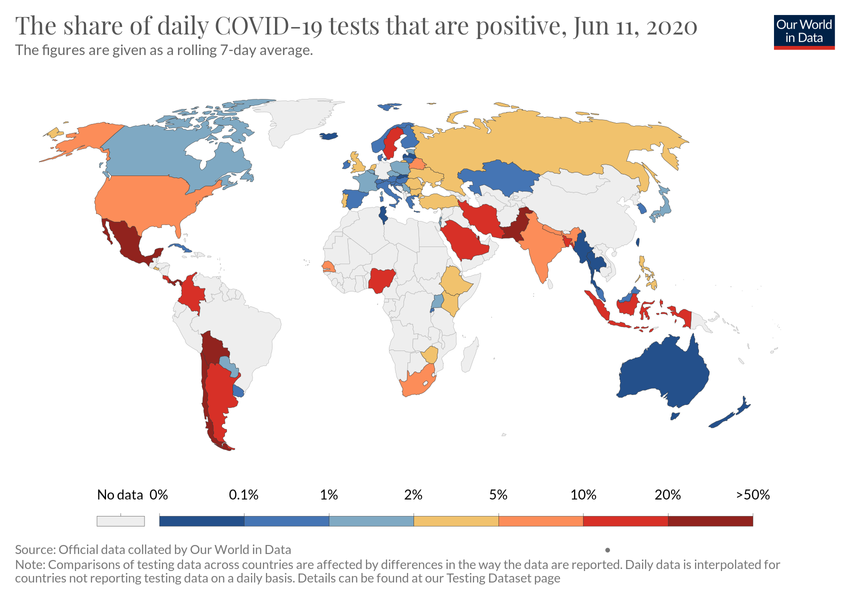 The share of daily COVID-19 tests that are positive, Jun 11, 2020
The figures are given as a rolling 7-day average.
Our World
in Data
No data 0% 0.1% 1% 2% 5% 10% 20% >50%
Source: Official data collated by Our World in Data
Note: Comparisons of testing data across countries are affected by differences in the way the data are reported. Daily data is interpolated for
countries not reporting testing data on a daily basis. Details can be found at our Testing Dataset page